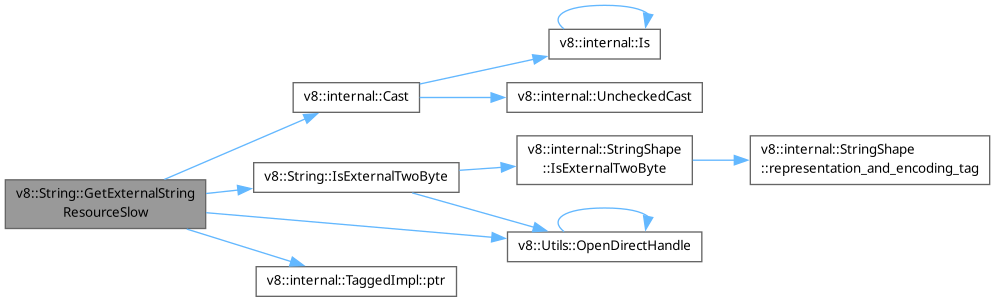 v8::String::GetExternalString
ResourceSlow
v8::internal::Cast
v8::internal::Is
v8::internal::UncheckedCast
v8::String::IsExternalTwoByte
v8::internal::StringShape
::IsExternalTwoByte
v8::internal::StringShape
::representation_and_encoding_tag
v8::Utils::OpenDirectHandle
v8::internal::TaggedImpl::ptr